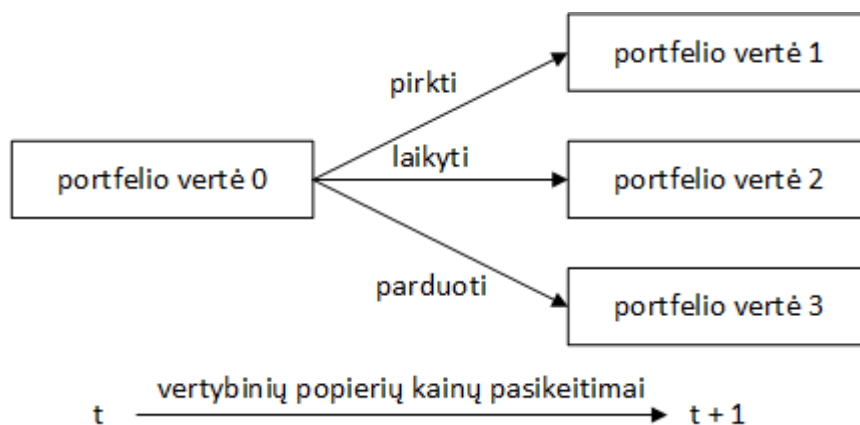 portfelio vertė 1
pirkti
portfelio vertė 0
laikyti
portfelio vertė 2
parduoti
portfelio vertė 3
vertybinių popierių kainų pasikeitimai
t
t + 1